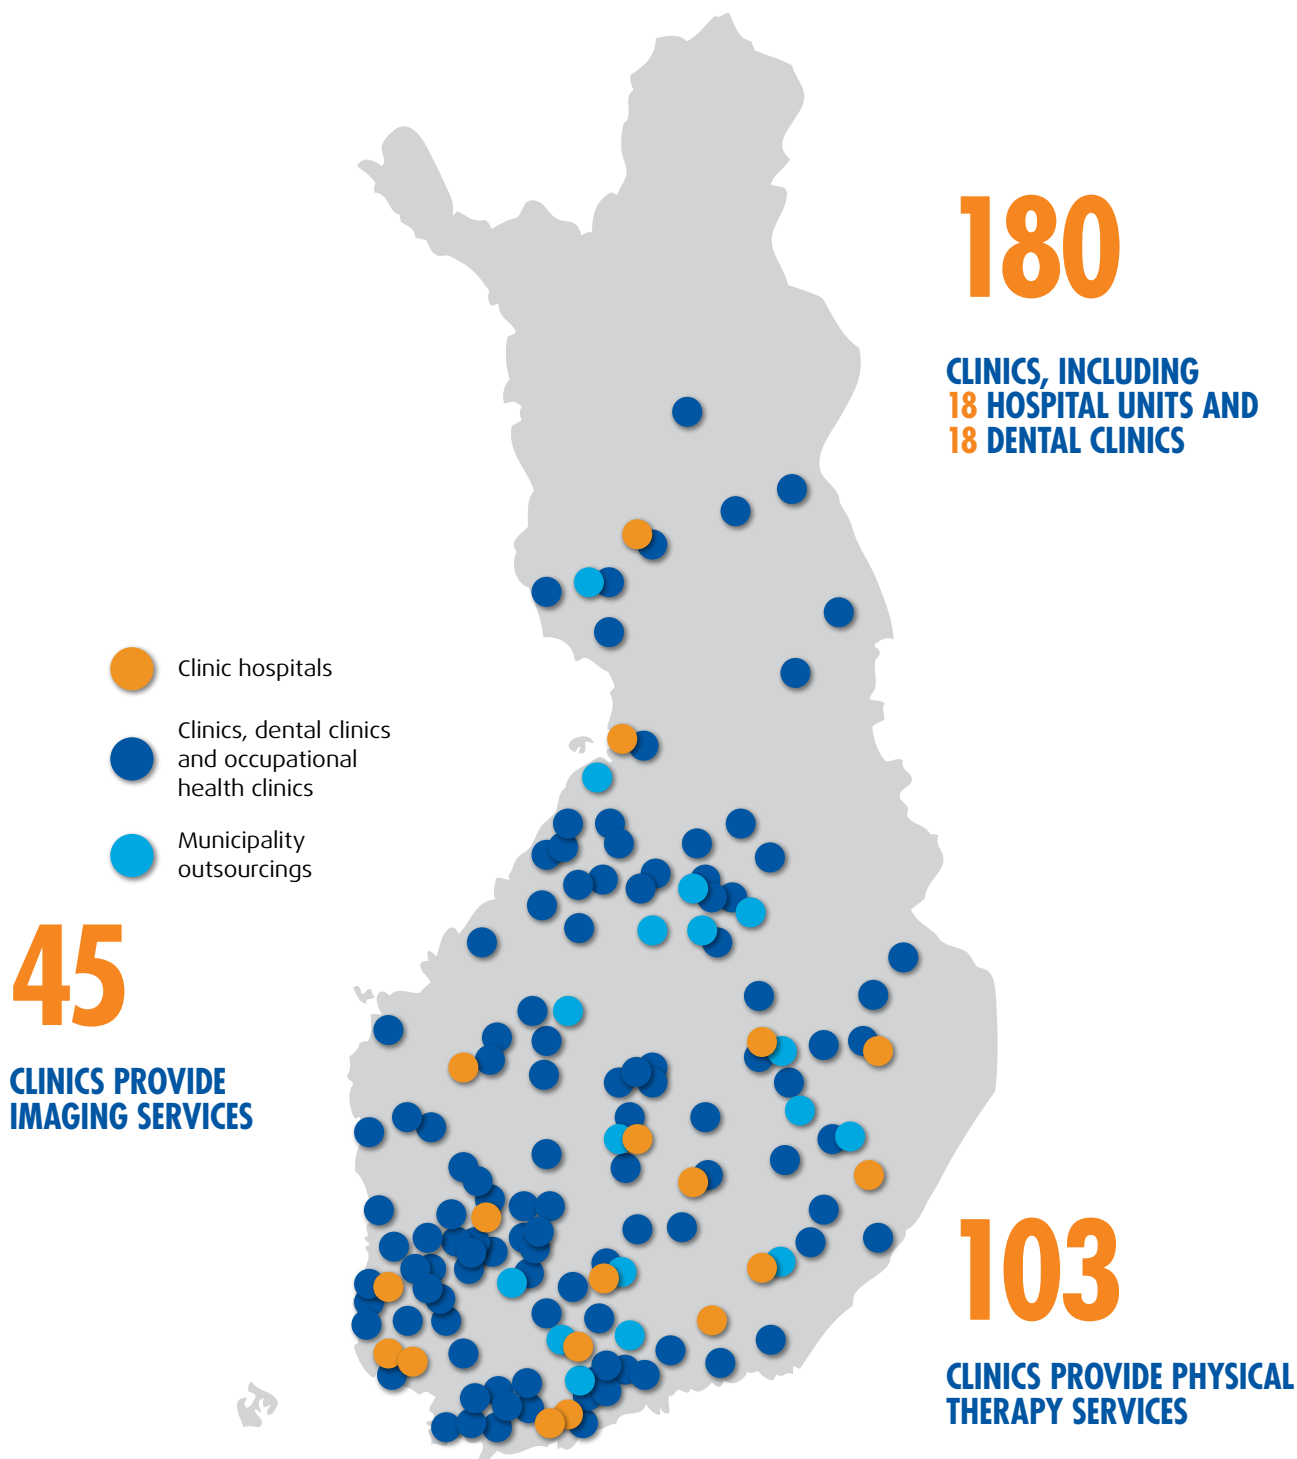 180
CLINICS, INCLUDING
18 HOSPITAL UNITS AND
18 DENTAL CLINICS
Clinic hospitals
Clinics, dental clinics
and occupational
health clinics
Municipality
outsourcings
45
CLINICS PROVIDE
IMAGING SERVICES
103
CLINICS PROVIDE PHYSICAL
THERAPY SERVICES